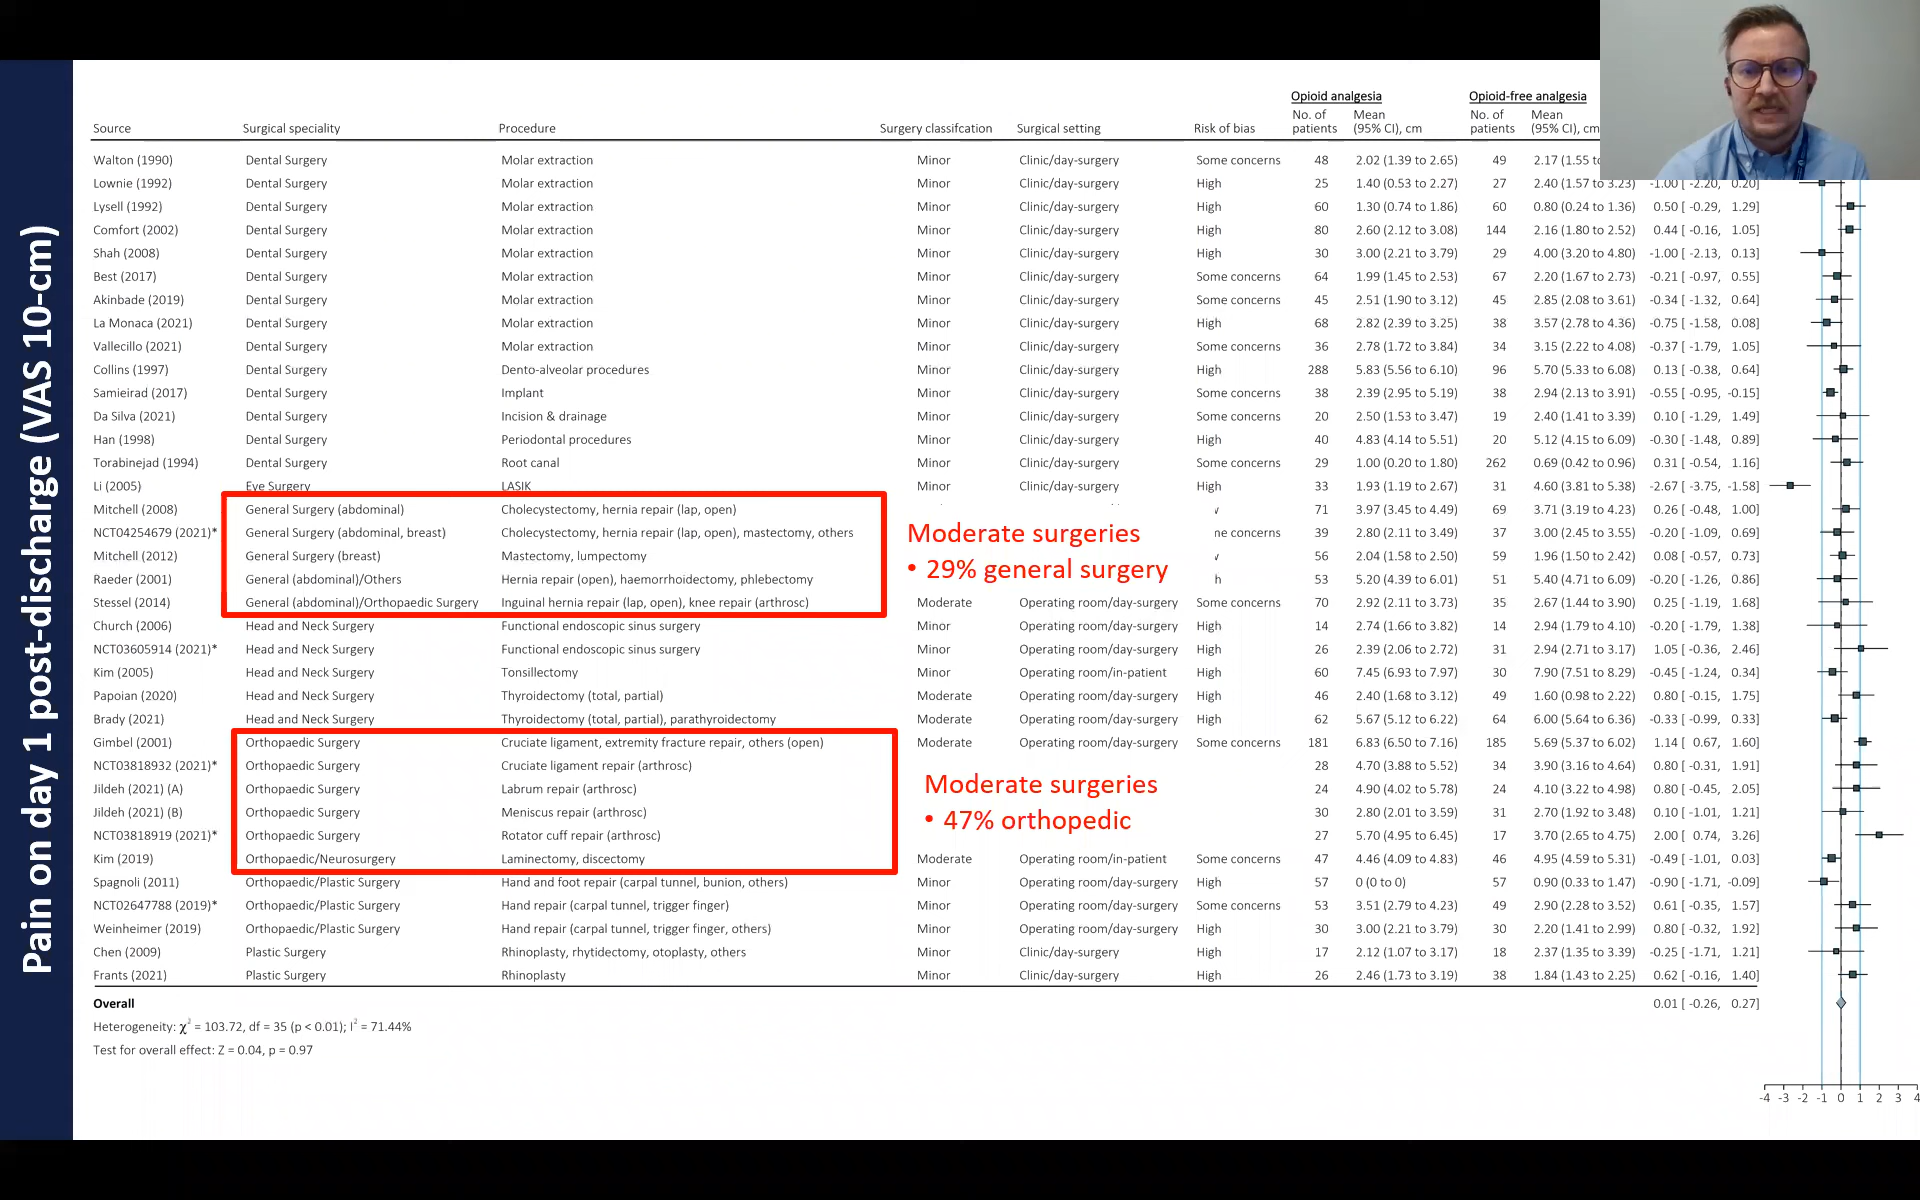 Pain on day 1 post-discharge (VAS 10-cm)
Opioid analgesia Opioid-free analgesia
Source Surgical speciality Procedure Surgery classifcation Surgical setting Risk of bias No. of patients Mean (95% CI), cm No. of patients Mean (95% CI), cm
Walton (1990) Dental Surgery Molar extraction Minor Clinic/day-surgery Some concerns 48 2.02 (1.39 to 2.65) 49 2.17 (1.55
Lownie (1992) Dental Surgery Molar extraction Minor Clinic/day-surgery High 25 1.40 (0.53 to 2.27) 27 2.40 (1.57 to 3.23) -1.00 [ -2.20, 0.20]
Lysell (1992) Dental Surgery Molar extraction Minor Clinic/day-surgery High 60 1.30 (0.74 to 1.86) 60 0.80 (0.24 to 1.36) 0.50 [ -0.29, 1.29]
Comfort (2002) Dental Surgery Molar extraction Minor Clinic/day-surgery High 80 2.60 (2.12 to 3.08) 144 2.16 (1.80 to 2.52) 0.44 [ -0.16, 1.05]
Shah (2008) Dental Surgery Molar extraction Minor Clinic/day-surgery High 30 3.00 (2.21 to 3.79) 29 4.00 (3.20 to 4.80) -1.00 [ -2.13, 0.13]
Best (2017) Dental Surgery Molar extraction Minor Clinic/day-surgery Some concerns 64 1.99 (1.45 to 2.53) 67 2.20 (1.67 to 2.73) -0.21 [ -0.97, 0.55]
Akinbade (2019) Dental Surgery Molar extraction Minor Clinic/day-surgery Some concerns 45 2.51 (1.90 to 3.12) 45 2.85 (2.08 to 3.61) -0.34 [ -1.32, 0.64]
La Monaca (2021) Dental Surgery Molar extraction Minor Clinic/day-surgery High 68 2.82 (2.39 to 3.25) 38 3.57 (2.78 to 4.36) -0.75 [ -1.58, 0.08]
Vallecillo (2021) Dental Surgery Molar extraction Minor Clinic/day-surgery Some concerns 36 2.78 (1.72 to 3.84) 34 3.15 (2.22 to 4.08) -0.37 [ -1.79, 1.05]
Collins (1997) Dental Surgery Dento-alveolar procedures Minor Clinic/day-surgery High 288 5.83 (5.56 to 6.10) 96 5.70 (5.33 to 6.08) 0.13 [ -0.38, 0.64]
Samieirad (2017) Dental Surgery Implant Minor Clinic/day-surgery Some concerns 38 2.39 (2.95 to 5.19) 38 2.94 (2.13 to 3.91) -0.55 [ -0.95, -0.15]
Da Silva (2021) Dental Surgery Incision & drainage Minor Clinic/day-surgery Some concerns 20 2.50 (1.53 to 3.47) 19 2.40 (1.41 to 3.39) 0.10 [ -1.29, 1.49]
Han (1998) Dental Surgery Periodontal procedures Minor Clinic/day-surgery High 40 4.83 (4.14 to 5.51) 20 5.12 (4.15 to 6.09) -0.30 [ -1.48, 0.89]
Torabinejad (1994) Dental Surgery Root canal Minor Clinic/day-surgery Some concerns 29 1.00 (0.20 to 1.80) 262 0.69 (0.42 to 0.96) 0.31 [ -0.54, 1.16]
Li (2005) Eye Surgery LASIK Minor Clinic/day-surgery High 33 1.93 (1.19 to 2.67) 31 4.60 (3.81 to 5.38) -2.67 [ -3.75, -1.58]
Mitchell (2008) General Surgery (abdominal) Cholecystectomy, hernia repair (lap, open) 71 3.97 (3.45 to 4.49) 69 3.71 (3.19 to 4.23) 0.26 [ -0.48, 1.00]
NCT04254679 (2021)* General Surgery (abdominal, breast) Cholecystectomy, hernia repair (lap, open), mastectomy, others concerns 39 2.80 (2.11 to 3.49) 37 3.00 (2.45 to 3.55) -0.20 [ -1.09, 0.69]
Mitchell (2012) General Surgery (breast) Mastectomy, lumpectomy 56 2.04 (1.58 to 2.50) 59 1.96 (1.50 to 2.42) 0.08 [ -0.57, 0.73]
Raeder (2001) General (abdominal)/Others Hernia repair (open), haemorrhoidectomy, phlebectomy 53 5.20 (4.39 to 6.01) 51 5.40 (4.71 to 6.09) -0.20 [ -1.26, 0.86]
Stessel (2014) General (abdominal)/Orthopaedic Surgery Inguinal hernia repair (lap, open), knee repair (arthrosc) Moderate Operating room/day-surgery Some concerns 70 2.92 (2.11 to 3.73) 35 2.67 (1.44 to 3.90) 0.25 [ -1.19, 1.68]
Moderate surgeries
• 29% general surgery
Church (2006) Head and Neck Surgery Functional endoscopic sinus surgery Minor Operating room/day-surgery High 14 2.74 (1.66 to 3.82) 14 2.94 (1.79 to 4.10) -0.20 [ -1.79, 1.38]
NCT03605914 (2021)* Head and Neck Surgery Functional endoscopic sinus surgery Minor Operating room/day-surgery High 26 2.39 (2.06 to 2.72) 31 2.94 (2.71 to 3.17) 1.05 [ -0.36, 2.46]
Kim (2005) Head and Neck Surgery Tonsillectomy Minor Operating room/in-patient High 60 7.45 (6.93 to 7.97) 30 7.90 (7.51 to 8.29) -0.45 [ -1.24, 0.34]
Papoian (2020) Head and Neck Surgery Thyroidectomy (total, partial) Moderate Operating room/day-surgery High 46 2.40 (1.68 to 3.12) 49 1.60 (0.98 to 2.22) 0.80 [ -0.15, 1.75]
Brady (2021) Head and Neck Surgery Thyroidectomy (total, partial), parathyroidectomy Moderate Operating room/day-surgery High 62 5.67 (5.12 to 6.22) 64 6.00 (5.64 to 6.36) -0.33 [ -0.99, 0.33]
Gimbel (2001) Orthopaedic Surgery Cruciate ligament, extremity fracture repair, others (open) Moderate Operating room/day-surgery Some concerns 181 6.83 (6.50 to 7.16) 185 5.69 (5.37 to 6.02) 1.14 [ 0.67, 1.60]
NCT03818932 (2021)* Orthopaedic Surgery Cruciate ligament repair (arthrosc) 28 4.70 (3.88 to 5.52) 34 3.90 (3.16 to 4.64) 0.80 [ -0.31, 1.91]
Jildeh (2021) (A) Orthopaedic Surgery Labrum repair (arthrosc) 24 4.90 (4.02 to 5.78) 24 4.10 (3.22 to 4.98) 0.80 [ -0.45, 2.05]
Jildeh (2021) (B) Orthopaedic Surgery Meniscus repair (arthrosc) 30 2.80 (2.01 to 3.59) 31 2.70 (1.92 to 3.48) 0.10 [ -1.01, 1.21]
NCT03818919 (2021)* Orthopaedic Surgery Rotator cuff repair (arthrosc) 27 5.70 (4.95 to 6.45) 17 3.70 (2.65 to 4.75) 2.00 [ 0.74, 3.26]
Moderate surgeries
• 47% orthopedic
Kim (2019) Orthopaedic/Neurosurgery Laminectomy, discectomy Moderate Operating room/in-patient Some concerns 47 4.46 (4.09 to 4.83) 46 4.95 (4.59 to 5.31) -0.49 [ -1.01, 0.03]
Spagnoli (2011) Orthopaedic/Plastic Surgery Hand and foot repair (carpal tunnel, bunion, others) Minor Operating room/day-surgery High 57 0 (0 to 0) 57 0.90 (0.33 to 1.47) -0.90 [ -1.71, -0.09]
NCT02647788 (2019)* Orthopaedic/Plastic Surgery Hand repair (carpal tunnel, trigger finger) Minor Operating room/day-surgery Some concerns 53 3.51 (2.79 to 4.23) 49 2.90 (2.28 to 3.52) 0.61 [ -0.35, 1.57]
Weinheimer (2019) Orthopaedic/Plastic Surgery Hand repair (carpal tunnel, trigger finger, others) Minor Operating room/day-surgery High 30 3.00 (2.21 to 3.79) 30 2.20 (1.41 to 2.99) 0.80 [ -0.32, 1.92]
Chen (2009) Plastic Surgery Rhinoplasty, rhytidectomy, otoplasty, others Minor Clinic/day-surgery High 17 2.12 (1.07 to 3.17) 18 2.37 (1.35 to 3.39) -0.25 [ -1.71, 1.21]
Frants (2021) Plastic Surgery Rhinoplasty Minor Clinic/day-surgery High 26 2.46 (1.73 to 3.19) 38 1.84 (1.43 to 2.25) 0.62 [ -0.16, 1.40]
Overall 0.01 [ -0.26, 0.27]
Heterogeneity: χ² = 103.72, df = 35 (p < 0.01); I² = 71.44%
Test for overall effect: Z = 0.04, p = 0.97
-4 -3 -2 -1 0 1 2 3 4